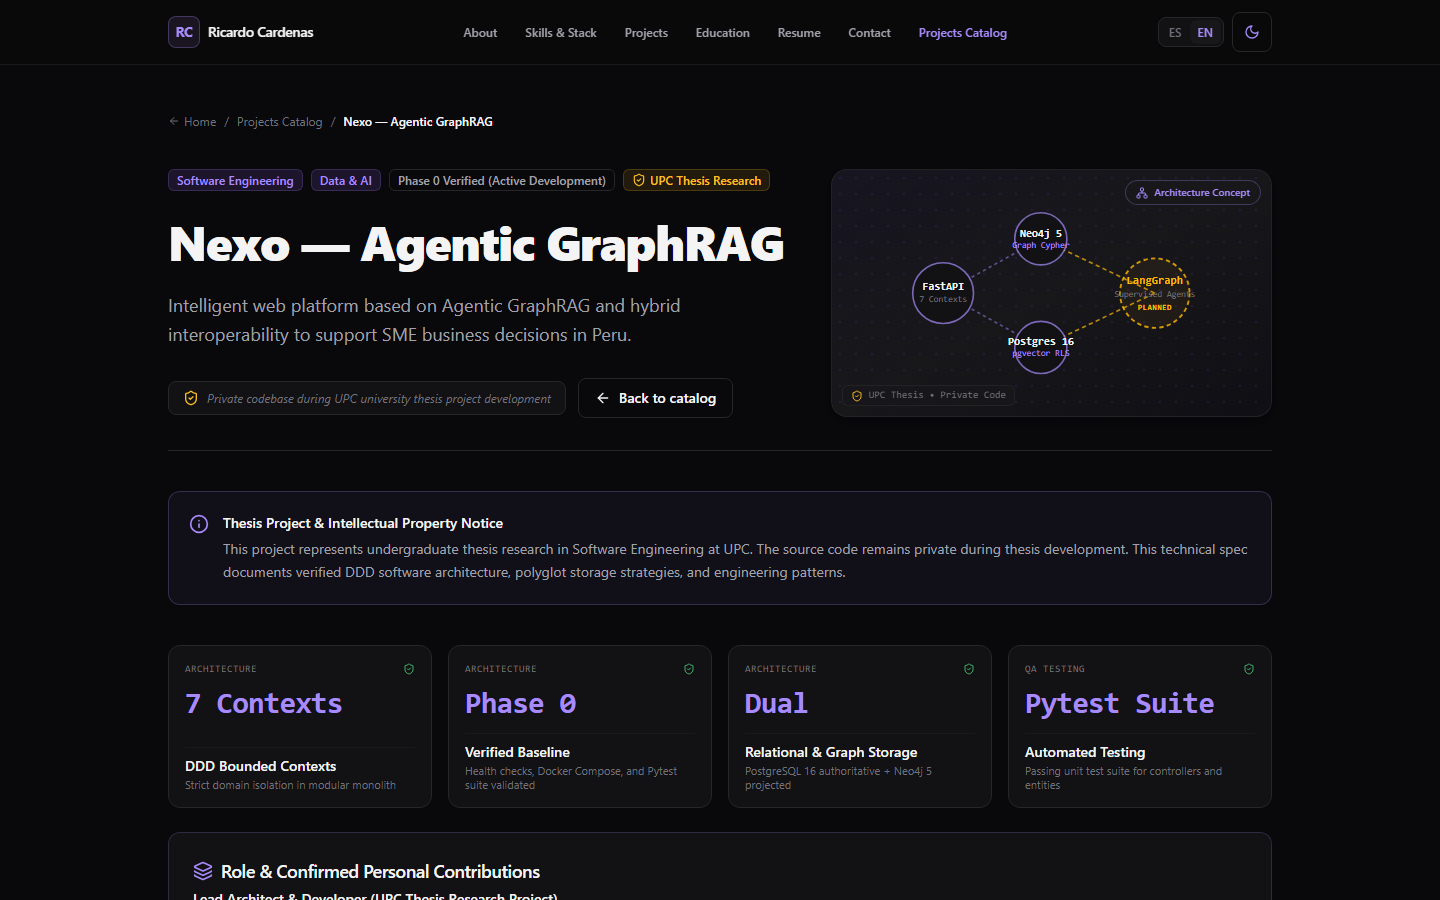 RC Ricardo Cardenas
About Skills & Stack Projects Education Resume Contact Projects Catalog
ES EN
Home / Projects Catalog / Nexo — Agentic GraphRAG
Software Engineering Data & AI Phase 0 Verified (Active Development) UPC Thesis Research
Nexo — Agentic GraphRAG
Intelligent web platform based on Agentic GraphRAG and hybrid
interoperability to support SME business decisions in Peru.
Private codebase during UPC university thesis project development
Back to catalog
Architecture Concept
Neo4j 5
Graph Cypher
FastAPI
7 Contexts
LangGraph
Supervised Agents
PLANNED
Postgres 16
pgvector RLS
UPC Thesis • Private Code
Thesis Project & Intellectual Property Notice
This project represents undergraduate thesis research in Software Engineering at UPC. The source code remains private during thesis development. This technical spec
documents verified DDD software architecture, polyglot storage strategies, and engineering patterns.
ARCHITECTURE
7 Contexts
DDD Bounded Contexts
Strict domain isolation in modular monolith
ARCHITECTURE
Phase 0
Verified Baseline
Health checks, Docker Compose, and Pytest
suite validated
ARCHITECTURE
Dual
Relational & Graph Storage
PostgreSQL 16 authoritative + Neo4j 5
projected
QA TESTING
Pytest Suite
Automated Testing
Passing unit test suite for controllers and
entities
Role & Confirmed Personal Contributions
Lead Architect & Developer (UPC Thesis Research Project)